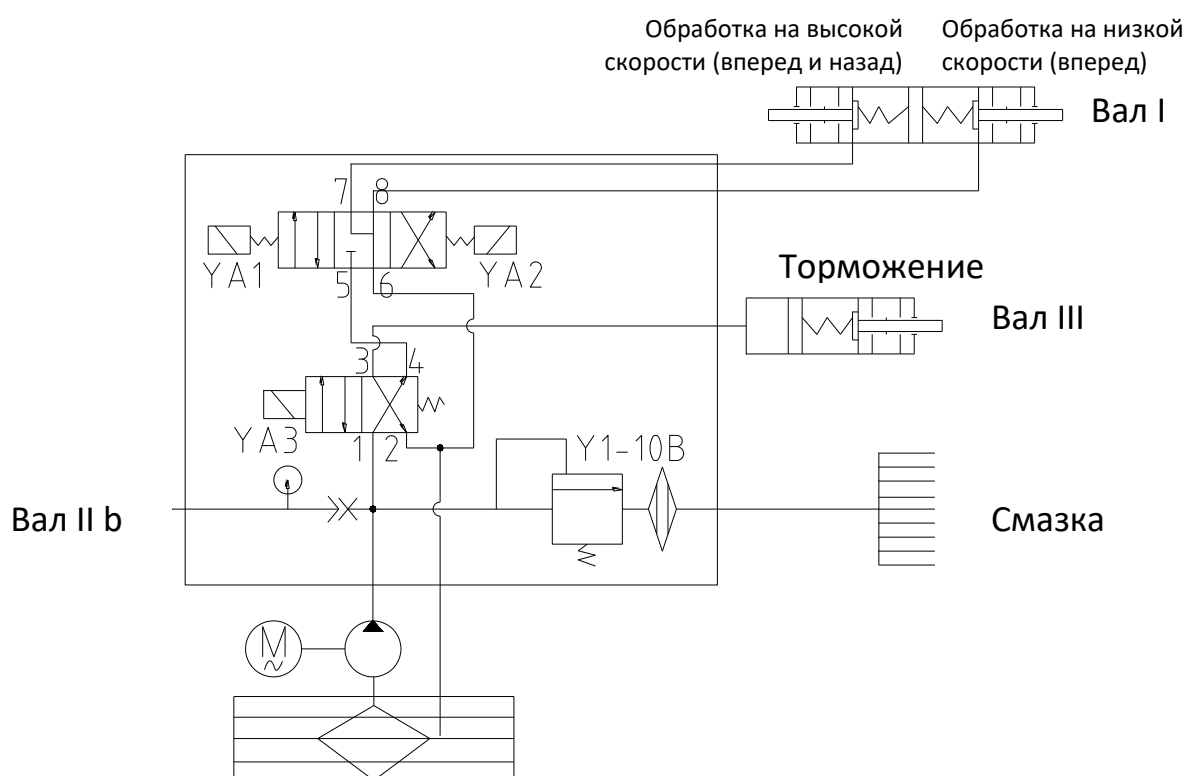 Обработка на высокой
скорости (вперед и назад)
Обработка на низкой
скорости (вперед)
Вал I
7 8
YA1
YA2
5 6
Торможение
Вал III
3 4
YA3
1 2
Y1-10B
Вал II b
Смазка
M